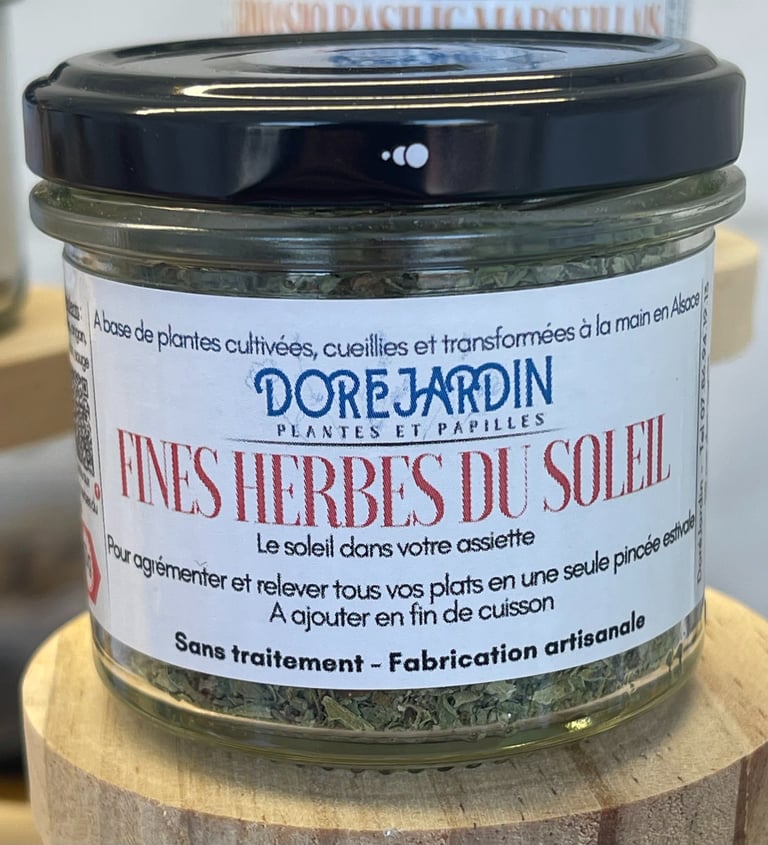 BASILIC MARSEILLAIS
A base de plantes cultivées, cueillies et transformées à la main en Alsace
DOREJARDIN
PLANTES ET PAPILLES
FINES HERBES DU SOLEIL
Le soleil dans votre assiette
Pour agrémenter et relever tous vos plats en une seule pincée estivale
A ajouter en fin de cuisson
Sans traitement - Fabrication artisanale